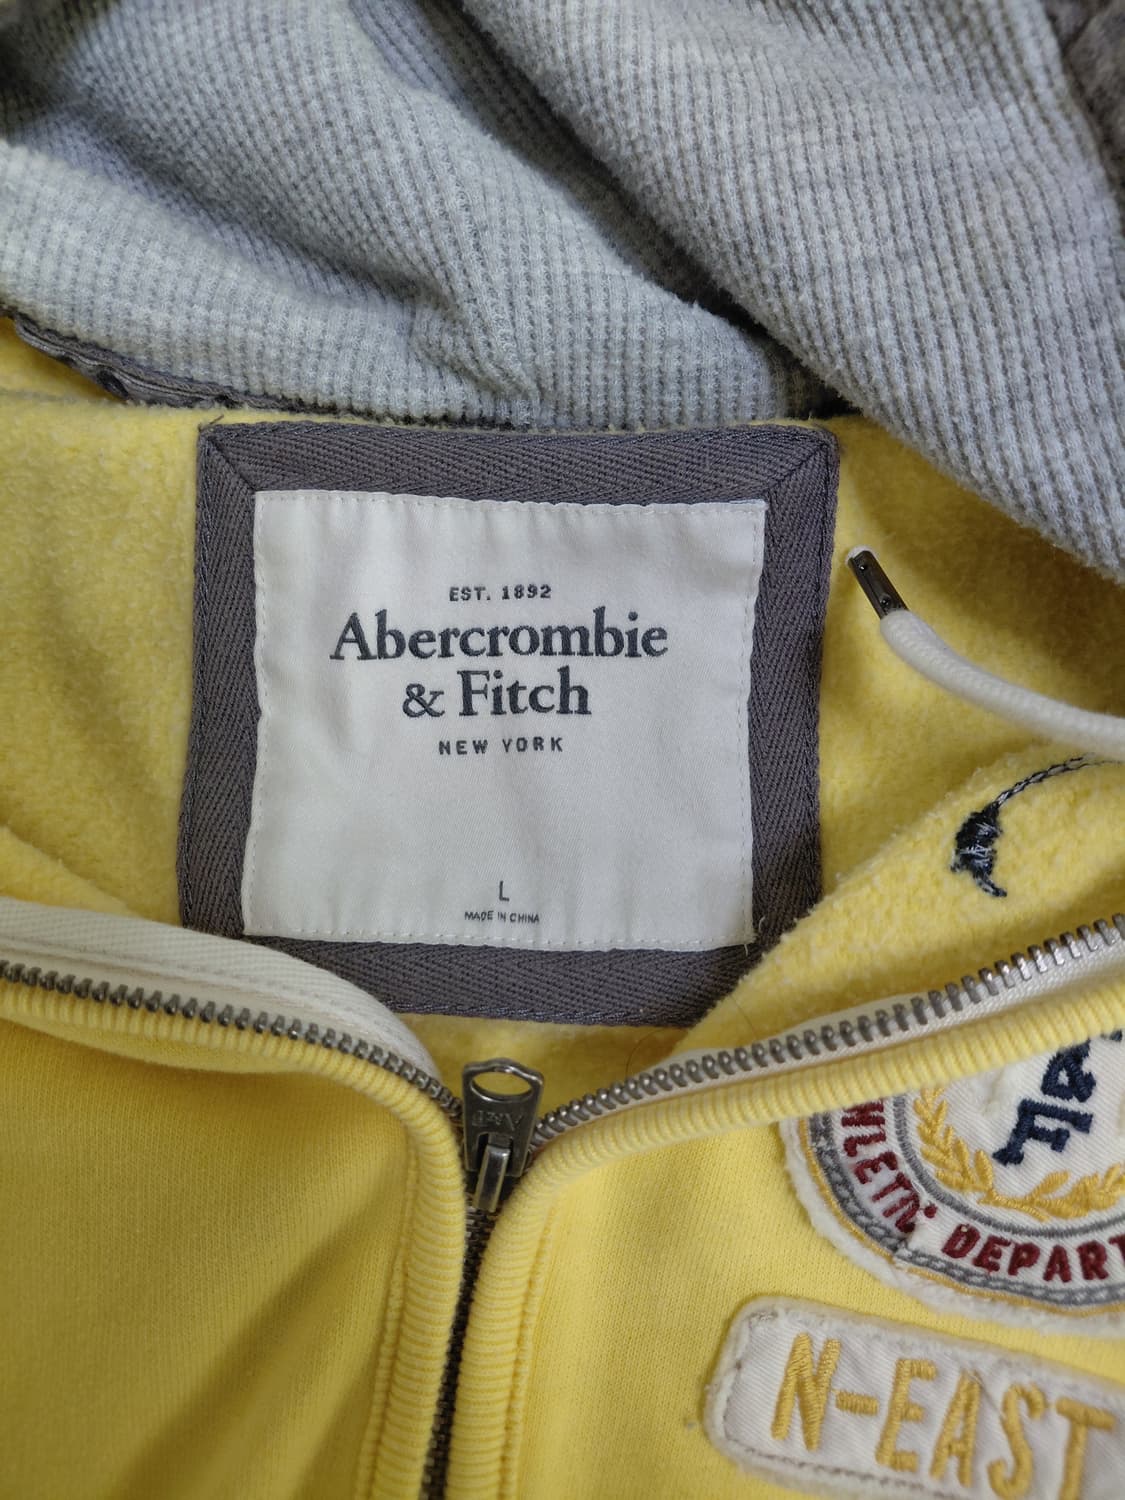 EST. 1892
Abercrombie
& Fitch
NEW YORK
L
MADE IN CHINA
A&F
N-EAST